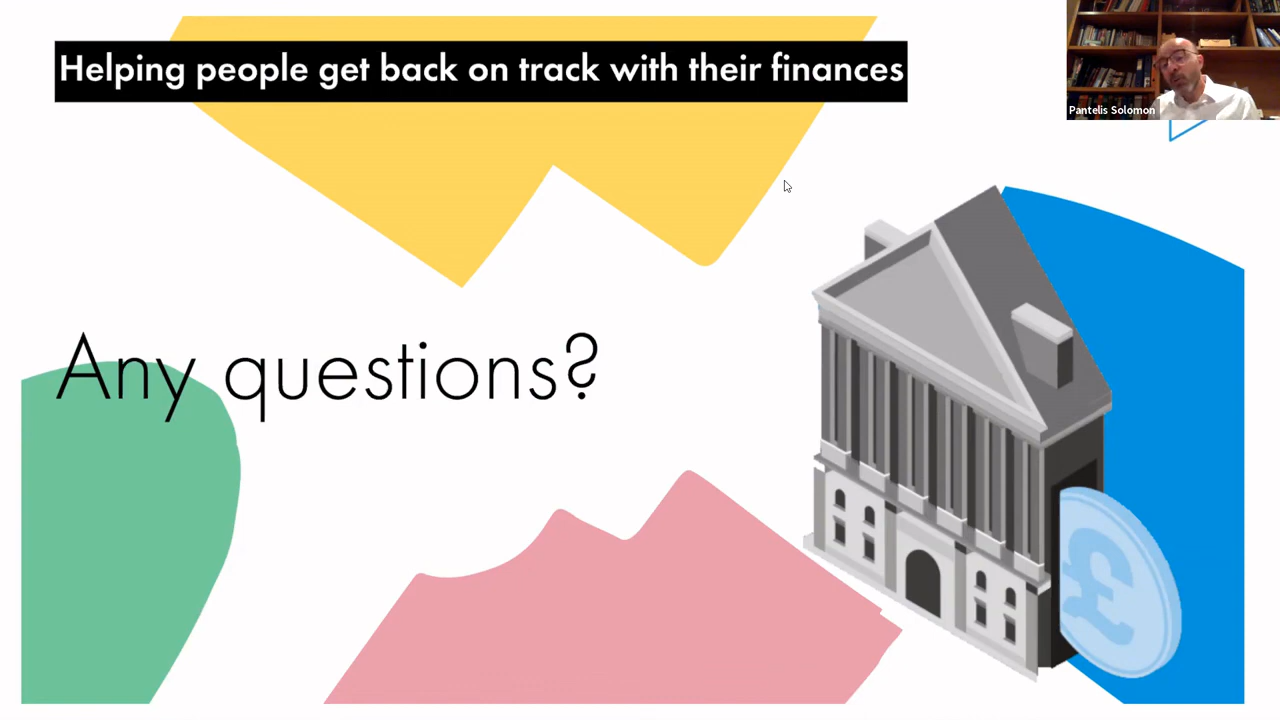 Helping people get back on track with their finances
Pantelis Solomon
Any questions?
£